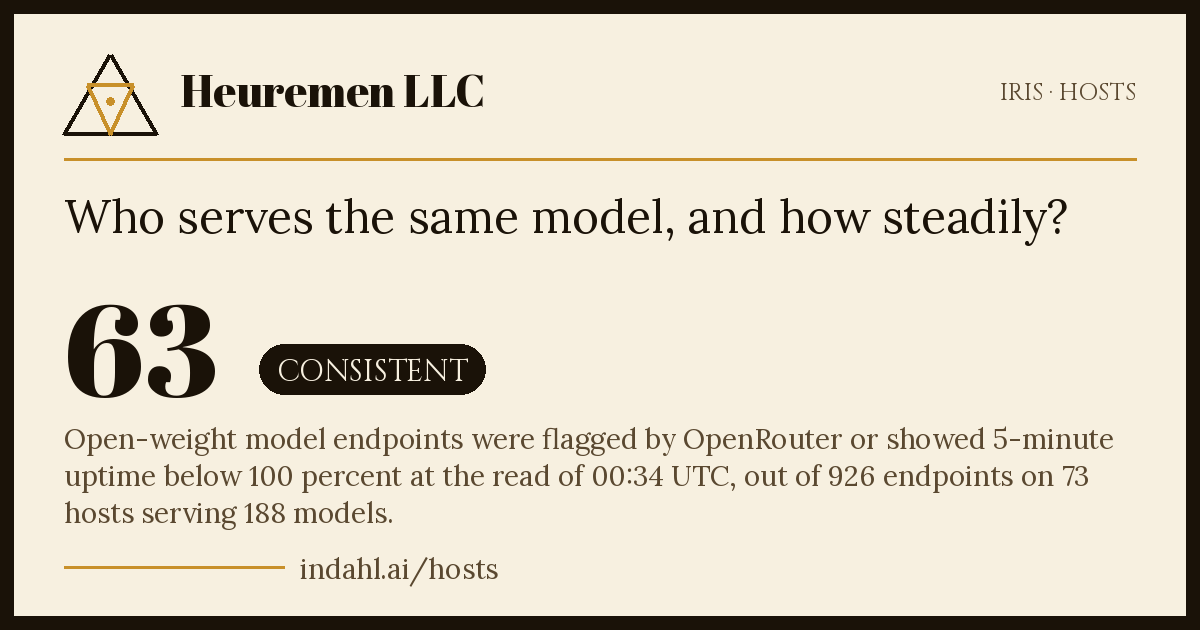 Heuremen LLC
IRIS · HOSTS
Who serves the same model, and how steadily?
63
CONSISTENT
Open-weight model endpoints were flagged by OpenRouter or showed 5-minute
uptime below 100 percent at the read of 00:34 UTC, out of 926 endpoints on 73
hosts serving 188 models.
indahl.ai/hosts